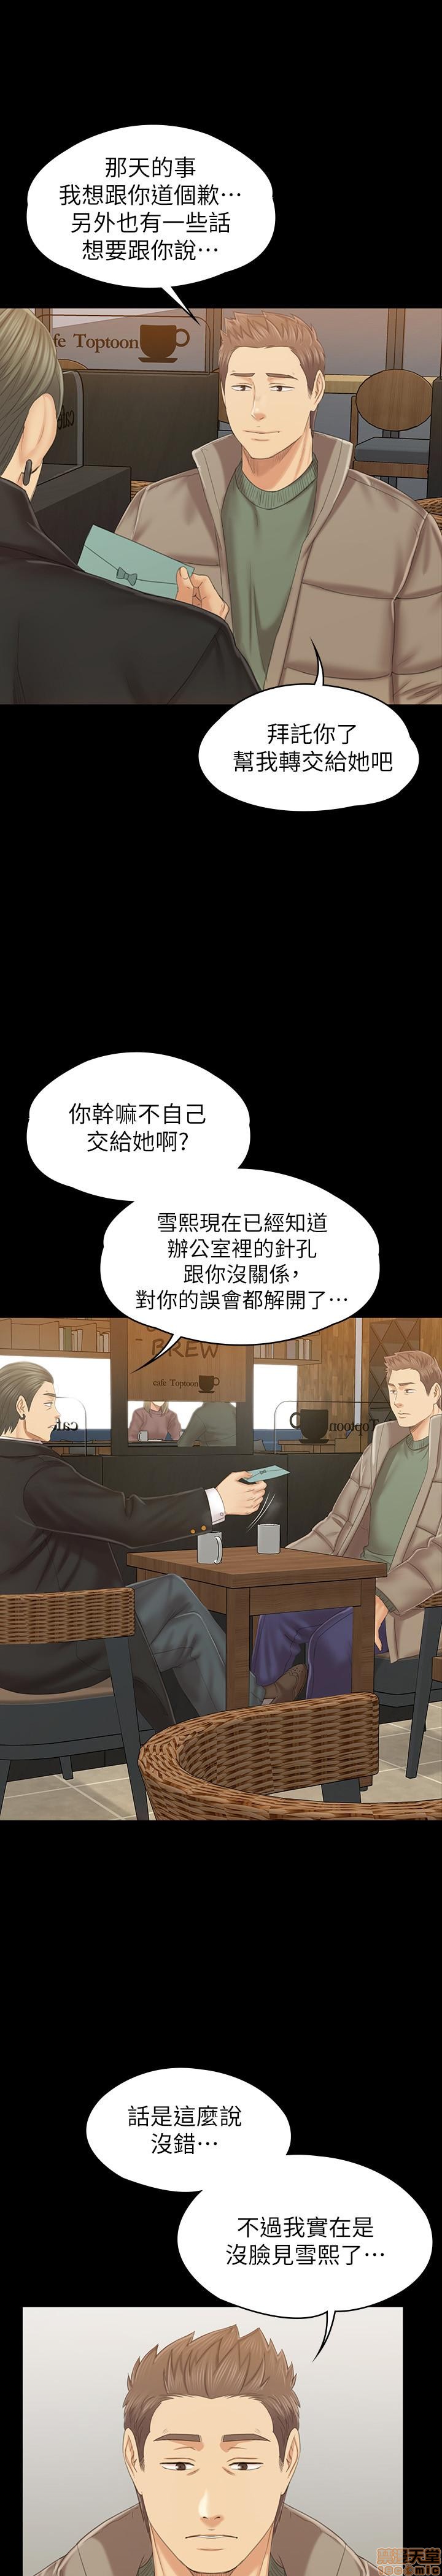 那天的事
我想跟你道個歉⋯
另外也有一些話
想要跟你說⋯
cafe Toptoon
拜託你了
幫我轉交給她吧
你幹嘛不自己
交給她啊?
雪熙現在已經知道
辦公室裡的針孔
跟你沒關係，
對你的誤會都解開了⋯
BREW
cafe Toptoon
cafe
cafe Toptoon
話是這麼說
沒錯⋯
不過我實在是
沒臉見雪熙了⋯